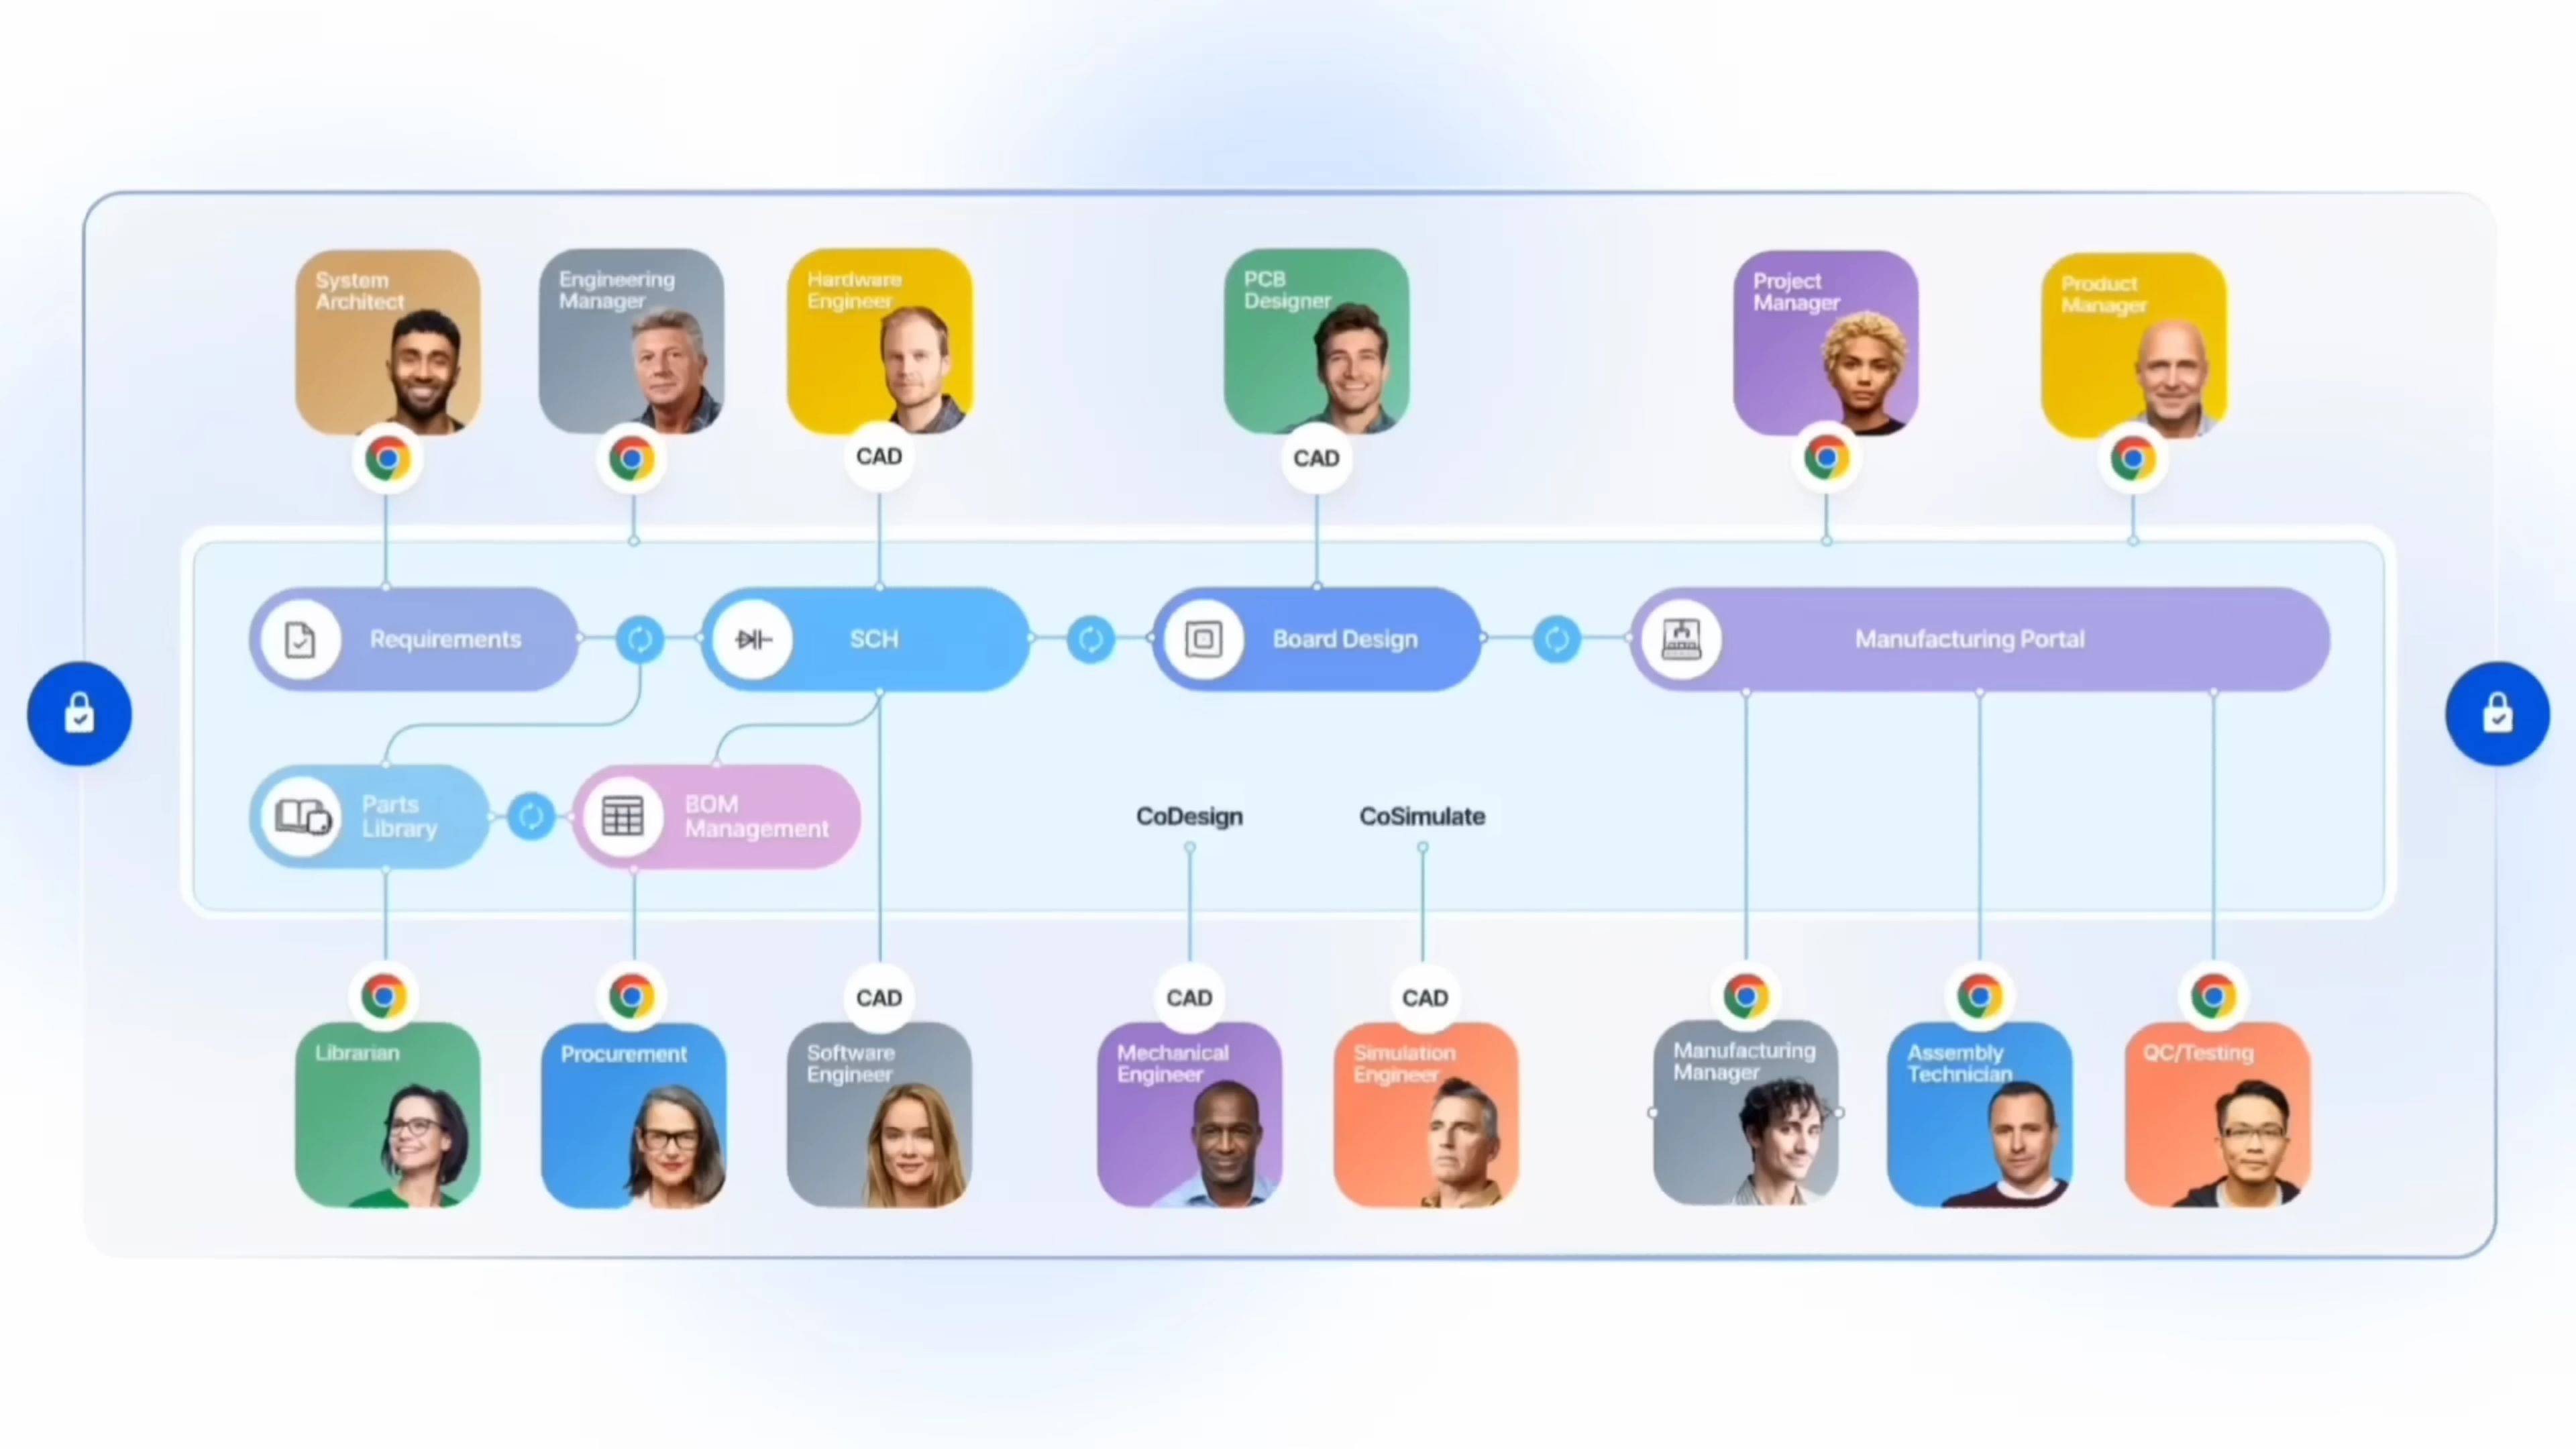 System
Architect
Engineering
Manager
Hardware
Engineer
PCB
Designer
Project
Manager
Product
Manager
CAD
CAD
Requirements
SCH
Board Design
Manufacturing Portal
Parts
Library
BOM
Management
CoDesign
CoSimulate
CAD
CAD
CAD
Librarian
Procurement
Software
Engineer
Mechanical
Engineer
Simulation
Engineer
Manufacturing
Manager
Assembly
Technician
QC/Testing